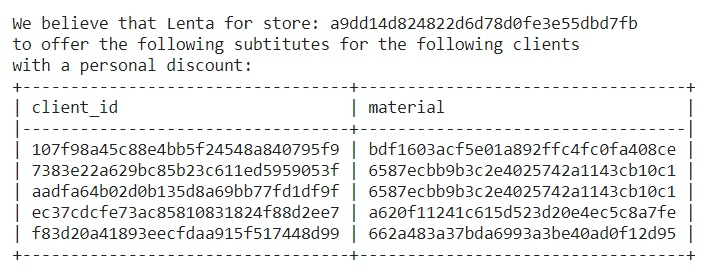 We believe that Lenta for store: a9dd14d824822d6d78d0fe3e55dbd7fb
to offer the following subtitutes for the following clients
with a personal discount:
+----------------------------------+----------------------------------+
| client_id                        | material                         |
|----------------------------------+----------------------------------|
| 107f98a45c88e4bb5f24548a840795f9 | bdf1603acf5e01a892ffc4fc0fa408ce |
| 7383e22a629bc85b23c611ed5959053f | 6587ecbb9b3c2e4025742a1143cb10c1 |
| aadfa64b02d0b135d8a69bb77fd1df9f | 6587ecbb9b3c2e4025742a1143cb10c1 |
| ec37cdcfe73ac85810831824f88d2ee7 | a620f11241c615d523d20e4ec5c8a7fe |
| f83d20a41893eecfdaa915f517448d99 | 662a483a37bda6993a3be40ad0f12d95 |
+----------------------------------+----------------------------------+